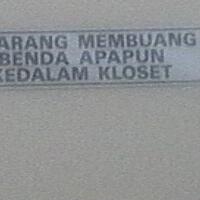 ARANG MEMBUANG
BENDA APAPUN
KEDALAM KLOSET